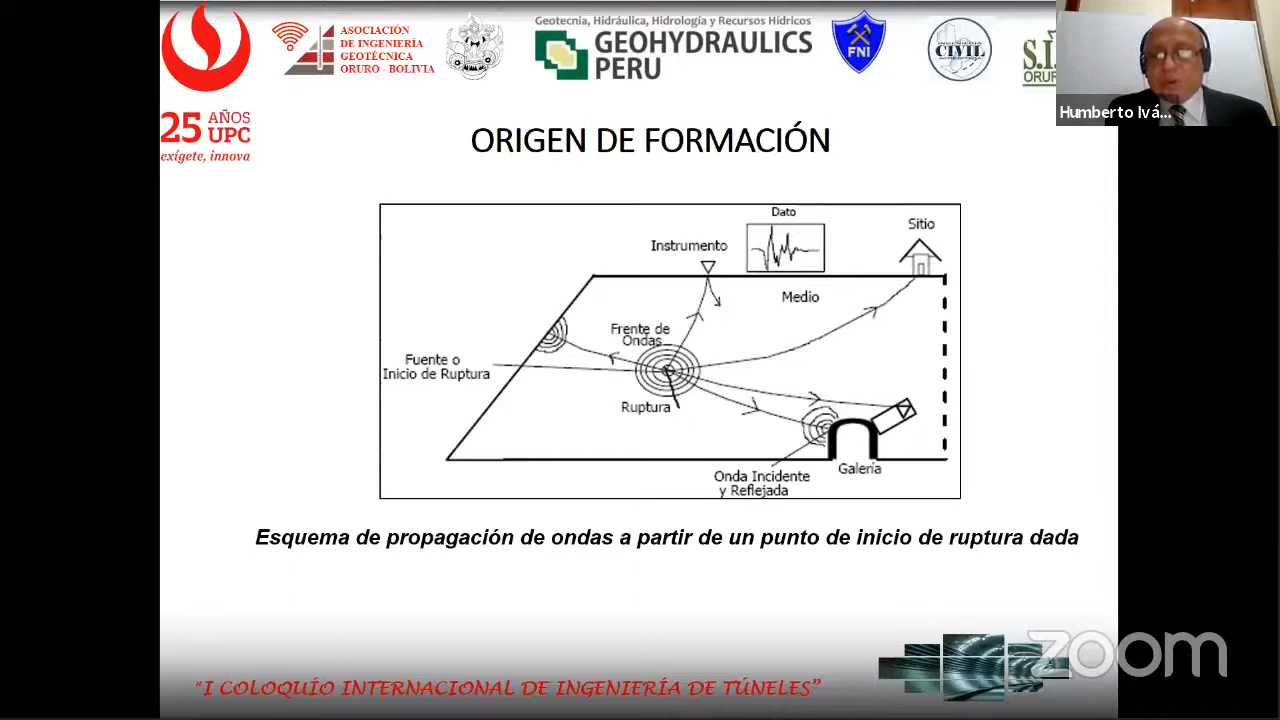 25 AÑOS UPC
exígete, innova
ASOCIACIÓN
DE INGENIERÍA
GEOTÉCNICA
ORURO - BOLIVIA
Geotecnia, Hidráulica, Hidrología y Recursos Hídricos
GEOHYDRAULICS
PERU
FNI
CIVIL
S.I.
ORUR
Humberto Ivá...
ORIGEN DE FORMACIÓN
Dato
Sitio
Instrumento
Medio
Frente de
Ondas
Fuente o
Inicio de Ruptura
Ruptura
Onda Incidente
y Reflejada
Galería
Esquema de propagación de ondas a partir de un punto de inicio de ruptura dada
"I COLOQUÍO INTERNACIONAL DE INGENIERÍA DE TÚNELES"
zoom